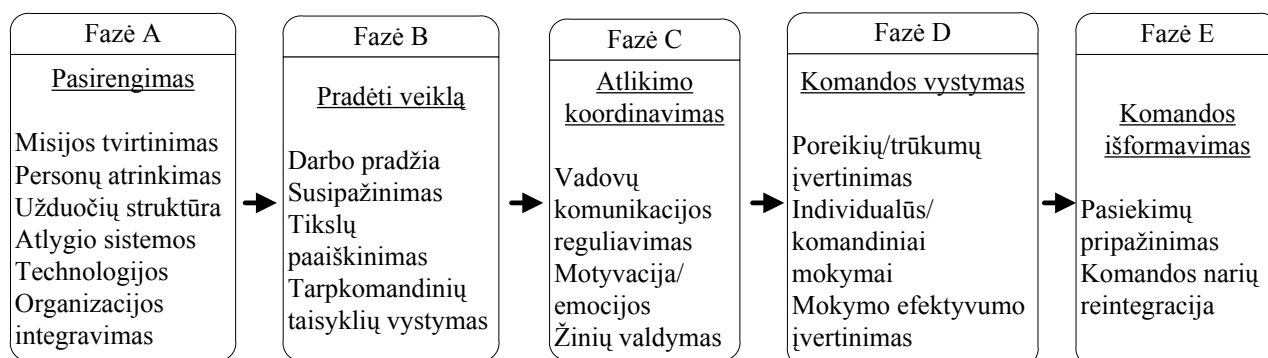 Fazė A
Pasirengimas
Misijos tvirtinimas
Personų atrinkimas
Užduočių struktūra
Atlygio sistemos
Technologijos
Organizacijos
integravimas
Fazė B
Pradėti veiklą
Darbo pradžia
Susipažinimas
Tikslų
paaiškinimas
Tarpkomandinių
taisyklių vystymas
Fazė C
Atlikimo
koordinavimas
Vadovų
komunikacijos
reguliavimas
Motyvacija/
emocijos
Žinių valdymas
Fazė D
Komandos vystymas
Poreikių/trūkumų
įvertinimas
Individualūs/
komandiniai
mokymai
Mokymo efektyvumo
įvertinimas
Fazė E
Komandos
išformavimas
Pasiekimų
pripažinimas
Komandos narių
reintegracija